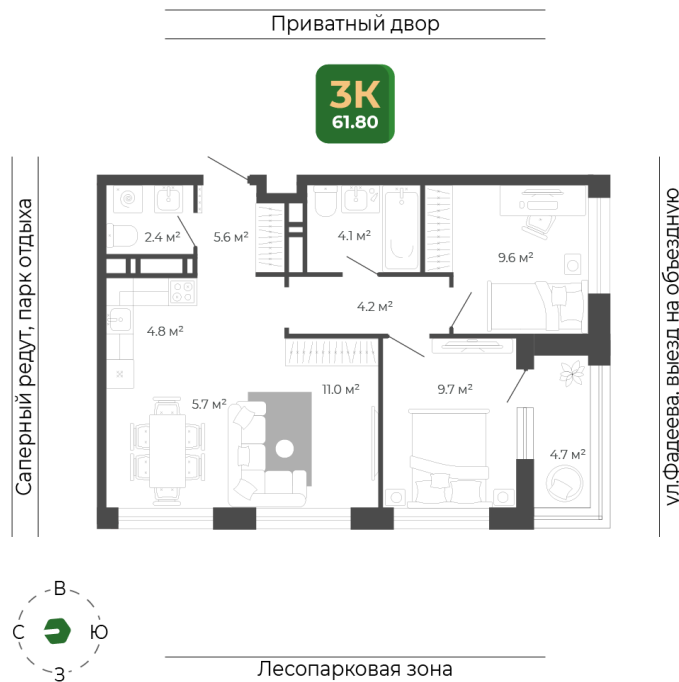 Приватный двор
3К
61.80
Саперный редут, парк отдыха
ул.Фадеева. выезд на объездную
2.4 м²
5.6 м²
4.1 м²
9.6 м²
4.2 м²
4.8 м²
5.7 м²
11.0 м²
9.7 м²
4.7 м²
В
С
Ю
З
Лесопарковая зона